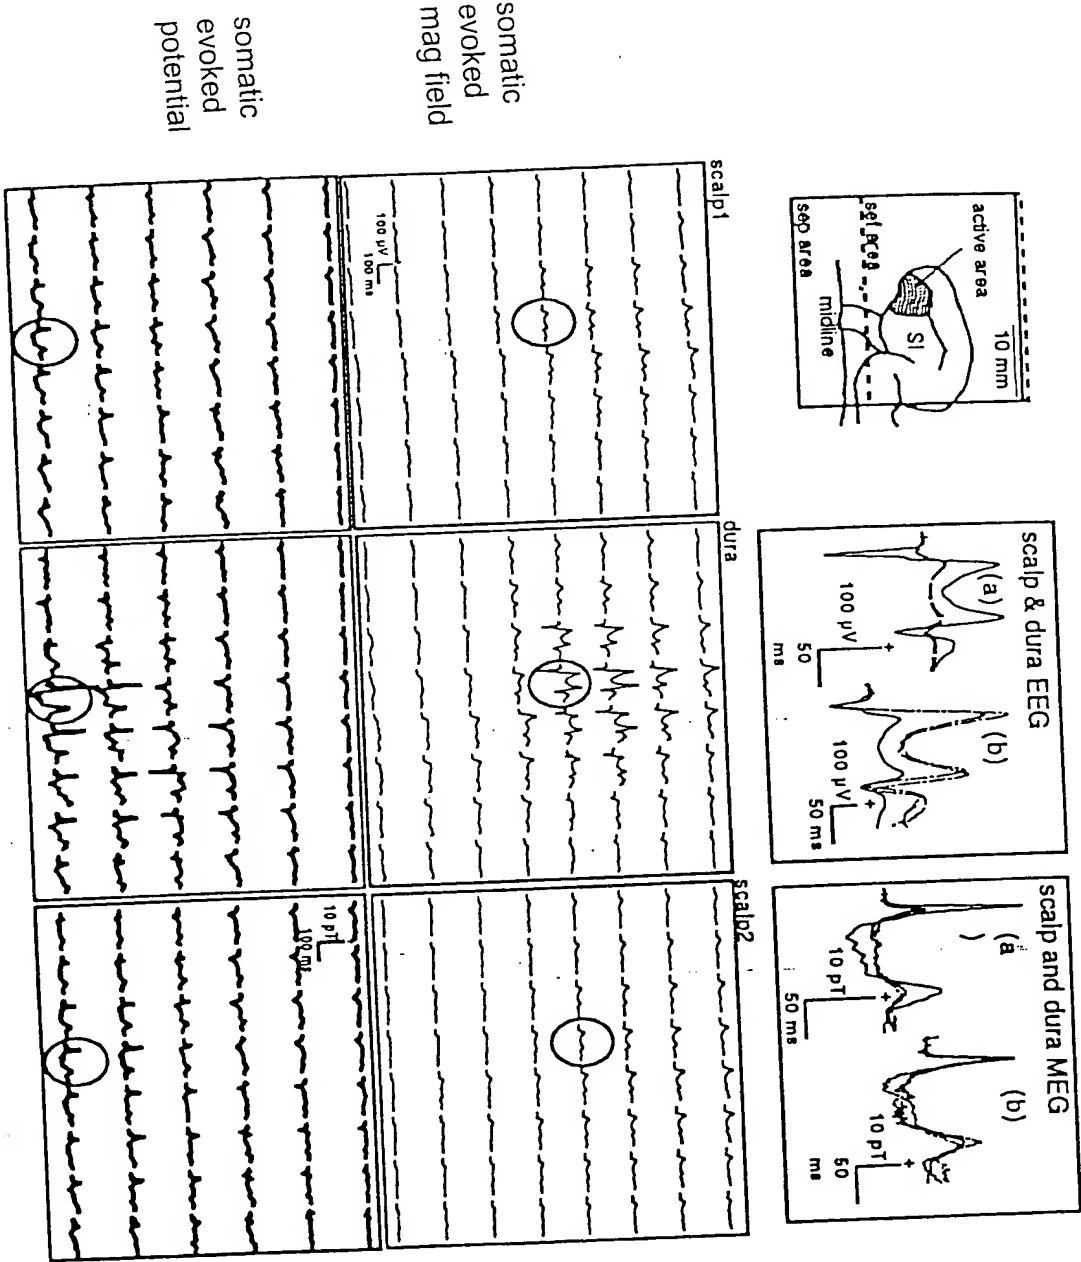 somatic
evoked
mag field
somatic
evoked
potential
active area
10 mm
SI
sef area
midline
sep area
scalp & dura EEG
(a)
100 µV
+
50
ms
(b)
100 µV
+
50 ms
scalp and dura MEG
(a
)
10 pT
+
50 ms
(b)
10 pT
+
50
ms
scalp1
100 µV
100 ms
dura
scalp2
10 pT
100 ms